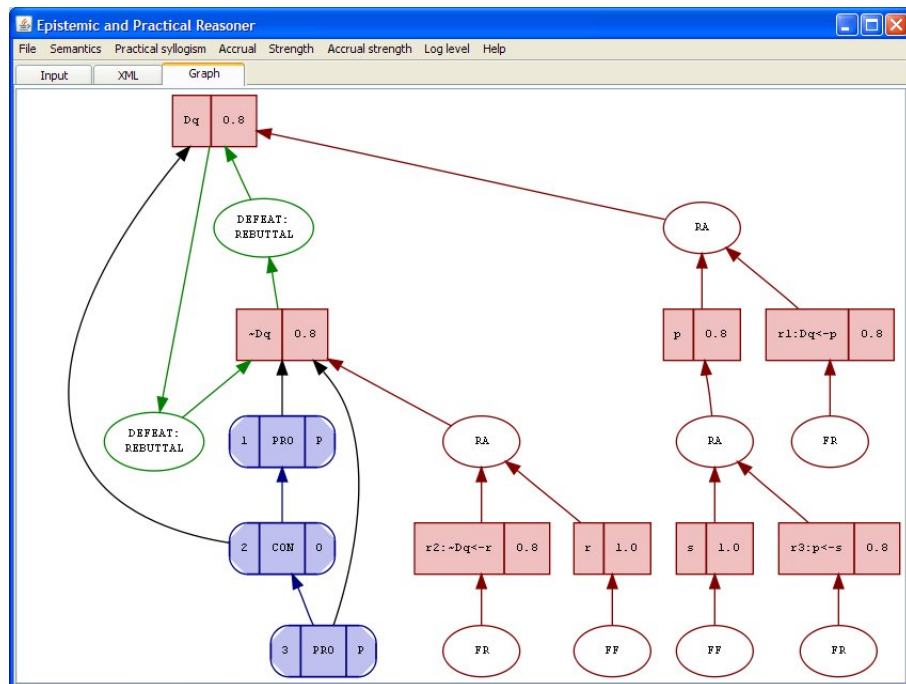 Epistemic and Practical Reasoner
File Semantics Practical syllogism Accrual Strength Accrual strength Log level Help
Input XML Graph
Dq 0.8
DEFEAT:
REBUTTAL
RA
~Dq 0.8
p 0.8
r1:Dq<-p 0.8
DEFEAT:
REBUTTAL
1 PRO P
RA
RA
FR
2 CON O
r2:~Dq<-r 0.8
r 1.0
s 1.0
r3:p<-s 0.8
3 PRO P
FR
FF
FF
FR